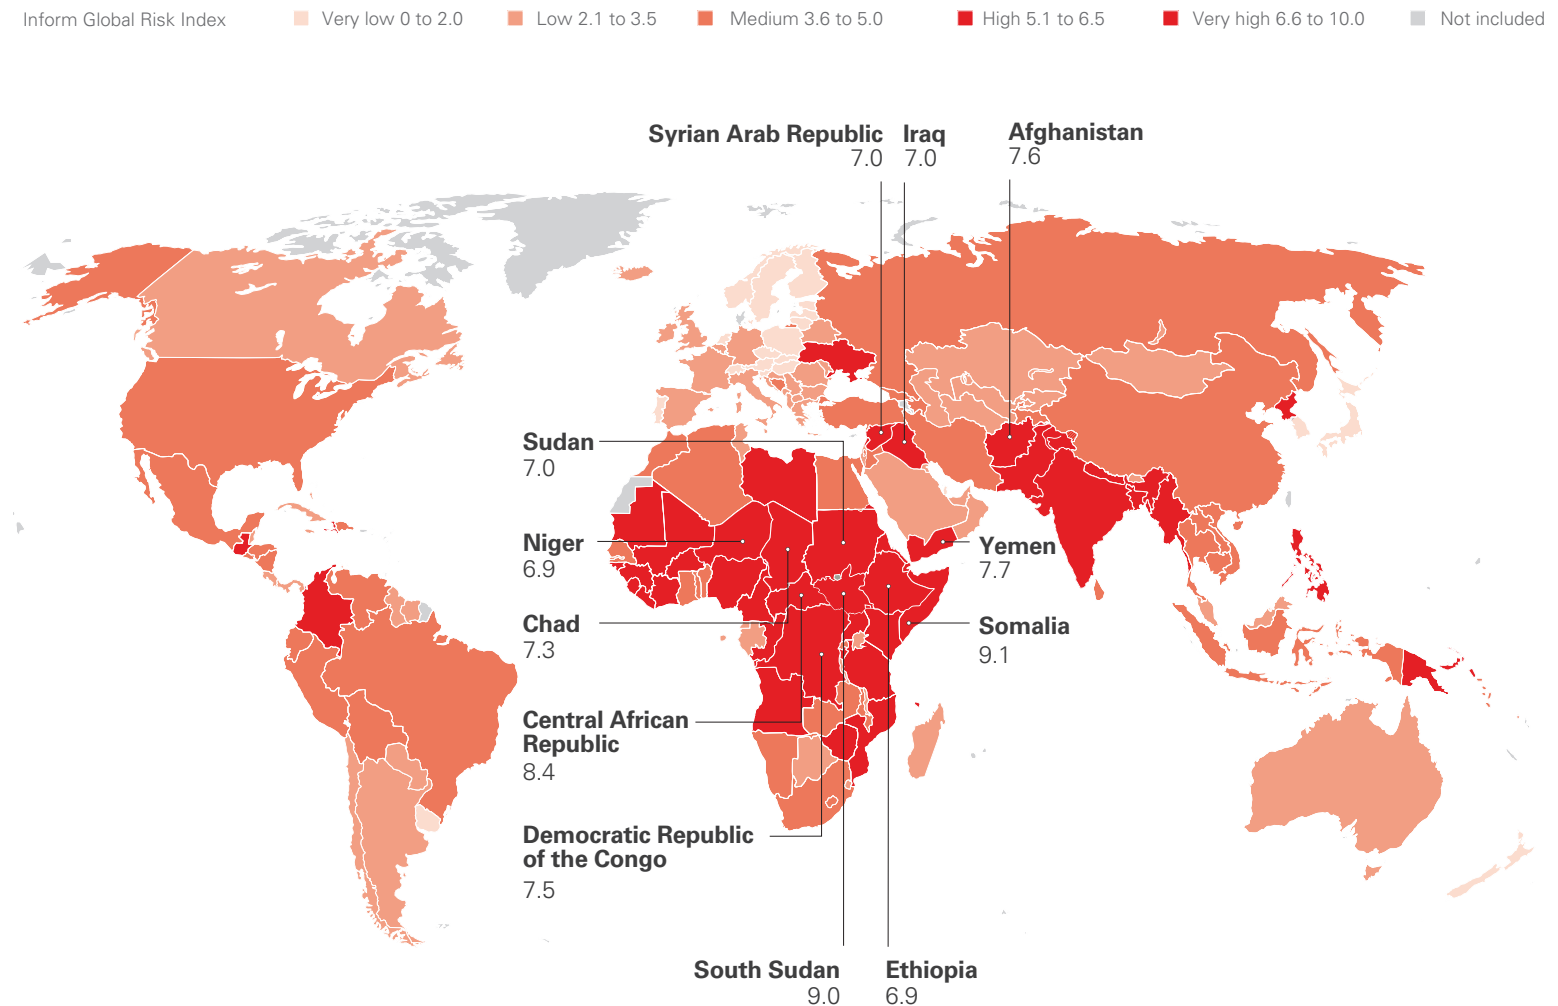 Inform Global Risk Index
Very low 0 to 2.0
Low 2.1 to 3.5
Medium 3.6 to 5.0
High 5.1 to 6.5
Very high 6.6 to 10.0
Not included
Syrian Arab Republic
7.0
Iraq
7.0
Afghanistan
7.6
Sudan
7.0
Niger
6.9
Yemen
7.7
Chad
7.3
Somalia
9.1
Central African
Republic
8.4
Democratic Republic
of the Congo
7.5
South Sudan
9.0
Ethiopia
6.9